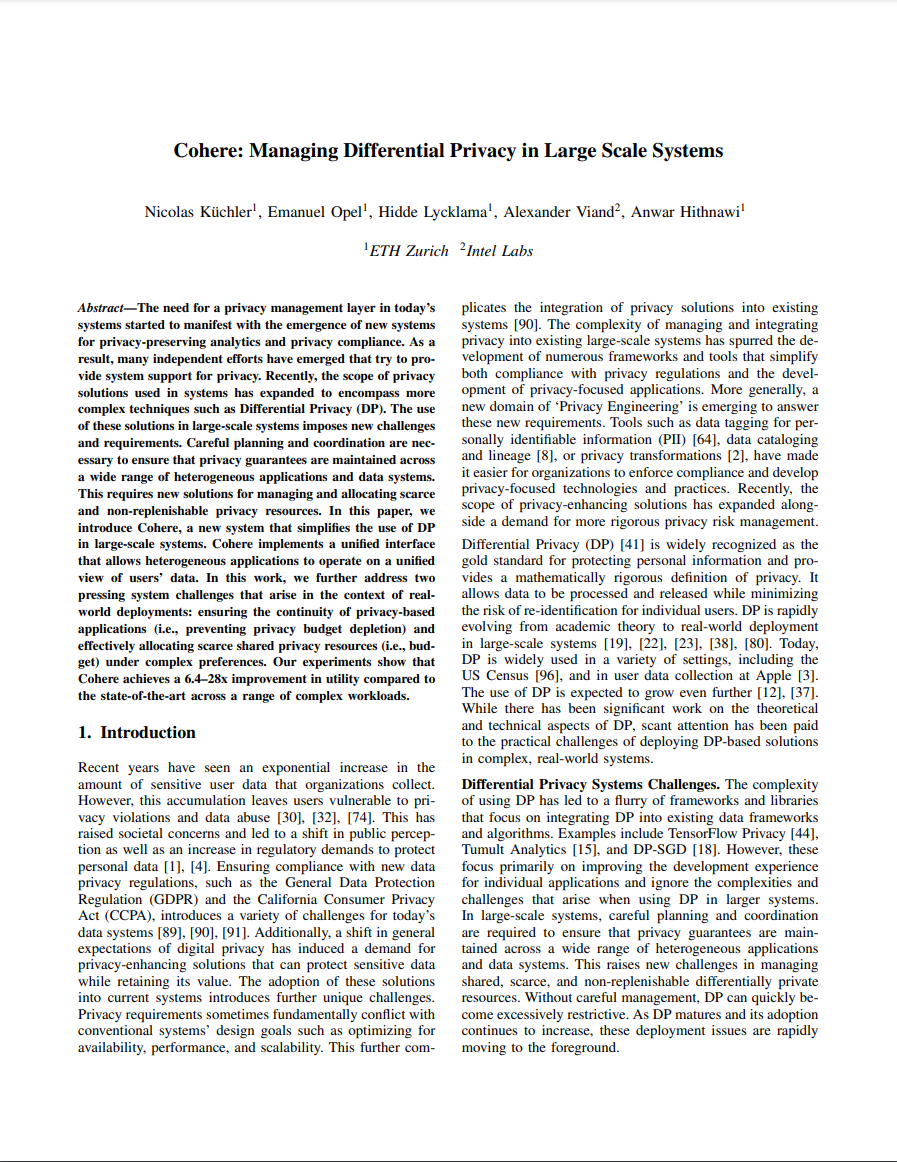 Cohere: Managing Differential Privacy in Large Scale Systems
Nicolas Küchler1, Emanuel Opel1, Hidde Lycklama1, Alexander Viand2, Anwar Hithnawi1
1ETH Zurich 2Intel Labs
Abstract—The need for a privacy management layer in today's
systems started to manifest with the emergence of new systems
for privacy-preserving analytics and privacy compliance. As a
result, many independent efforts have emerged that try to pro-
vide system support for privacy. Recently, the scope of privacy
solutions used in systems has expanded to encompass more
complex techniques such as Differential Privacy (DP). The use
of these solutions in large-scale systems imposes new challenges
and requirements. Careful planning and coordination are nec-
essary to ensure that privacy guarantees are maintained across
a wide range of heterogeneous applications and data systems.
This requires new solutions for managing and allocating scarce
and non-replenishable privacy resources. In this paper, we
introduce Cohere, a new system that simplifies the use of DP
in large-scale systems. Cohere implements a unified interface
that allows heterogeneous applications to operate on a unified
view of users' data. In this work, we further address two
pressing system challenges that arise in the context of real-
world deployments: ensuring the continuity of privacy-based
applications (i.e., preventing privacy budget depletion) and
effectively allocating scarce shared privacy resources (i.e., bud-
get) under complex preferences. Our experiments show that
Cohere achieves a 6.4–28x improvement in utility compared to
the state-of-the-art across a range of complex workloads.
1. Introduction
Recent years have seen an exponential increase in the
amount of sensitive user data that organizations collect.
However, this accumulation leaves users vulnerable to pri-
vacy violations and data abuse [30], [32], [74]. This has
raised societal concerns and led to a shift in public percep-
tion as well as an increase in regulatory demands to protect
personal data [1], [4]. Ensuring compliance with new data
privacy regulations, such as the General Data Protection
Regulation (GDPR) and the California Consumer Privacy
Act (CCPA), introduces a variety of challenges for today's
data systems [89], [90], [91]. Additionally, a shift in general
expectations of digital privacy has induced a demand for
privacy-enhancing solutions that can protect sensitive data
while retaining its value. The adoption of these solutions
into current systems introduces further unique challenges.
Privacy requirements sometimes fundamentally conflict with
conventional systems' design goals such as optimizing for
availability, performance, and scalability. This further com-
plicates the integration of privacy solutions into existing
systems [90]. The complexity of managing and integrating
privacy into existing large-scale systems has spurred the de-
velopment of numerous frameworks and tools that simplify
both compliance with privacy regulations and the devel-
opment of privacy-focused applications. More generally, a
new domain of 'Privacy Engineering' is emerging to answer
these new requirements. Tools such as data tagging for per-
sonally identifiable information (PII) [64], data cataloging
and lineage [8], or privacy transformations [2], have made
it easier for organizations to enforce compliance and develop
privacy-focused technologies and practices. Recently, the
scope of privacy-enhancing solutions has expanded along-
side a demand for more rigorous privacy risk management.
Differential Privacy (DP) [41] is widely recognized as the
gold standard for protecting personal information and pro-
vides a mathematically rigorous definition of privacy. It
allows data to be processed and released while minimizing
the risk of re-identification for individual users. DP is rapidly
evolving from academic theory to real-world deployment
in large-scale systems [19], [22], [23], [38], [80]. Today,
DP is widely used in a variety of settings, including the
US Census [96], and in user data collection at Apple [3].
The use of DP is expected to grow even further [12], [37].
While there has been significant work on the theoretical
and technical aspects of DP, scant attention has been paid
to the practical challenges of deploying DP-based solutions
in complex, real-world systems.
Differential Privacy Systems Challenges. The complexity
of using DP has led to a flurry of frameworks and libraries
that focus on integrating DP into existing data frameworks
and algorithms. Examples include TensorFlow Privacy [44],
Tumult Analytics [15], and DP-SGD [18]. However, these
focus primarily on improving the development experience
for individual applications and ignore the complexities and
challenges that arise when using DP in larger systems.
In large-scale systems, careful planning and coordination
are required to ensure that privacy guarantees are main-
tained across a wide range of heterogeneous applications
and data systems. This raises new challenges in managing
shared, scarce, and non-replenishable differentially private
resources. Without careful management, DP can quickly be-
come excessively restrictive. As DP matures and its adoption
continues to increase, these deployment issues are rapidly
moving to the foreground.